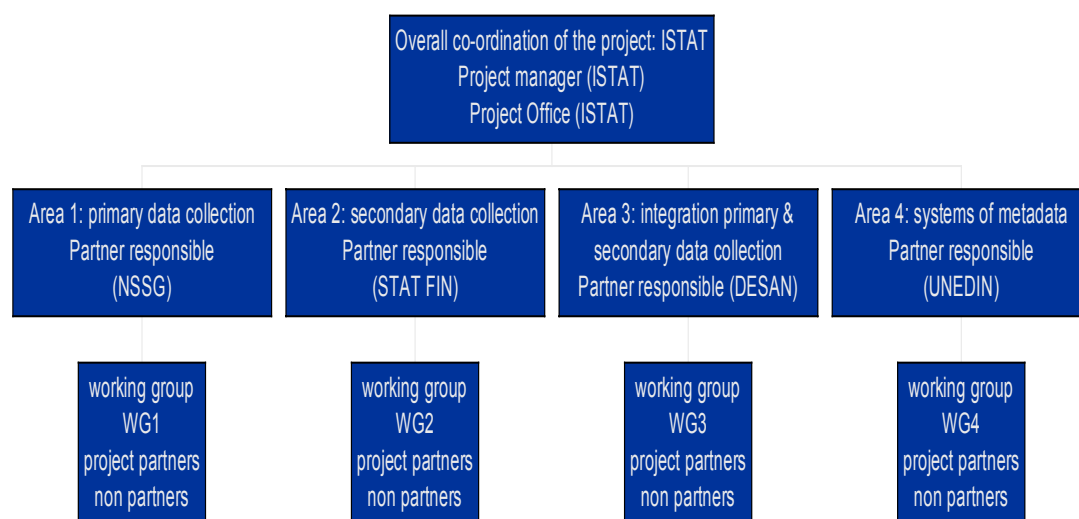 Overall co-ordination of the project: ISTAT
Project manager (ISTAT)
Project Office (ISTAT)
Area 1: primary data collection
Partner responsible
(NSSG)
Area 2: secondary data collection
Partner responsible
(STAT FIN)
Area 3: integration primary &
secondary data collection
Partner responsible (DESAN)
Area 4: systems of metadata
Partner responsible
(UNEDIN)
working group
WG1
project partners
non partners
working group
WG2
project partners
non partners
working group
WG3
project partners
non partners
working group
WG4
project partners
non partners